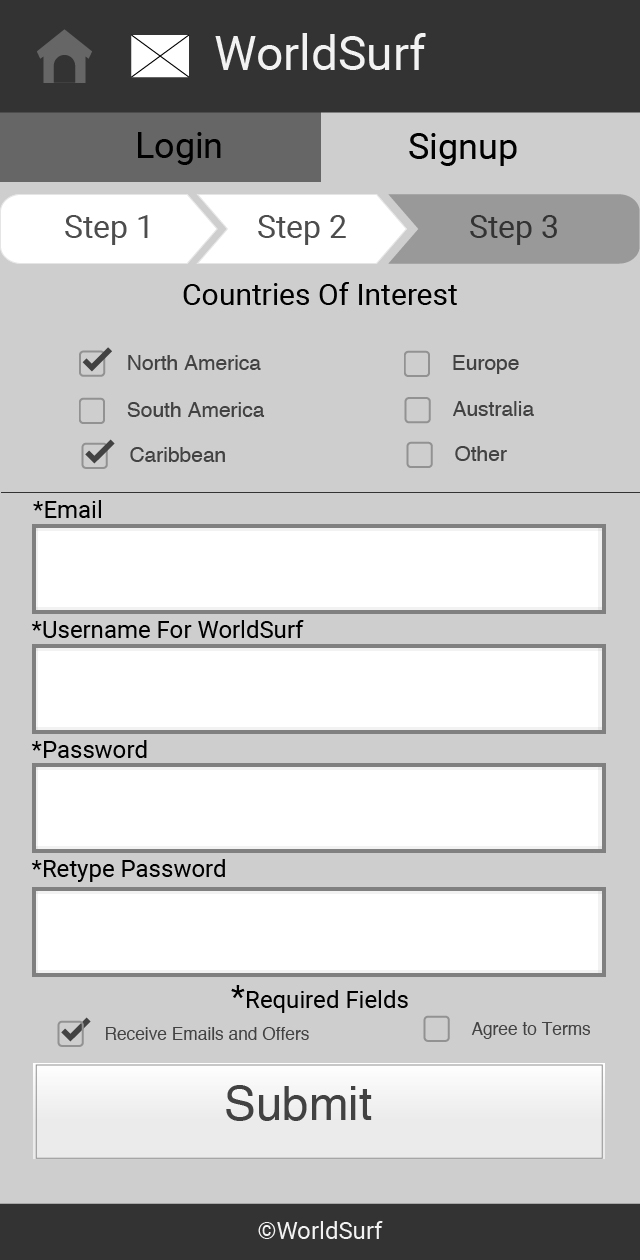 WorldSurf
Login Signup
Step 1 Step 2 Step 3
Countries Of Interest
North America Europe
South America Australia
Caribbean Other
*Email
*Username For WorldSurf
*Password
*Retype Password
*Required Fields
Receive Emails and Offers Agree to Terms
Submit
©WorldSurf